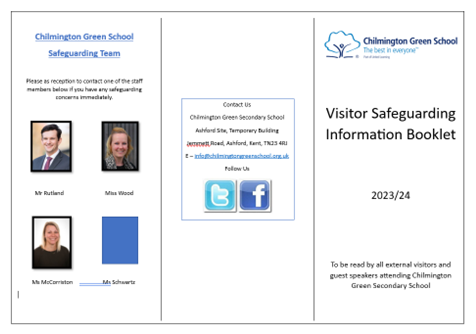 Chilmington Green School
Safeguarding Team
Please as reception to contact one of the staff
members below if you have any safeguarding
concerns immediately.
Mr Rutland
Miss Wood
Ms McCorriston
Ms Schwartz
Contact Us
Chilmington Green Secondary School
Ashford Site, Temporary Building
Jemmett Road, Ashford, Kent, TN23 4RJ
E – info@chilmingtongreenschool.org.uk
Follow Us
Chilmington Green School
The best in everyone™
Visitor Safeguarding
Information Booklet
2023/24
To be read by all external visitors and
guest speakers attending Chilmington
Green Secondary School